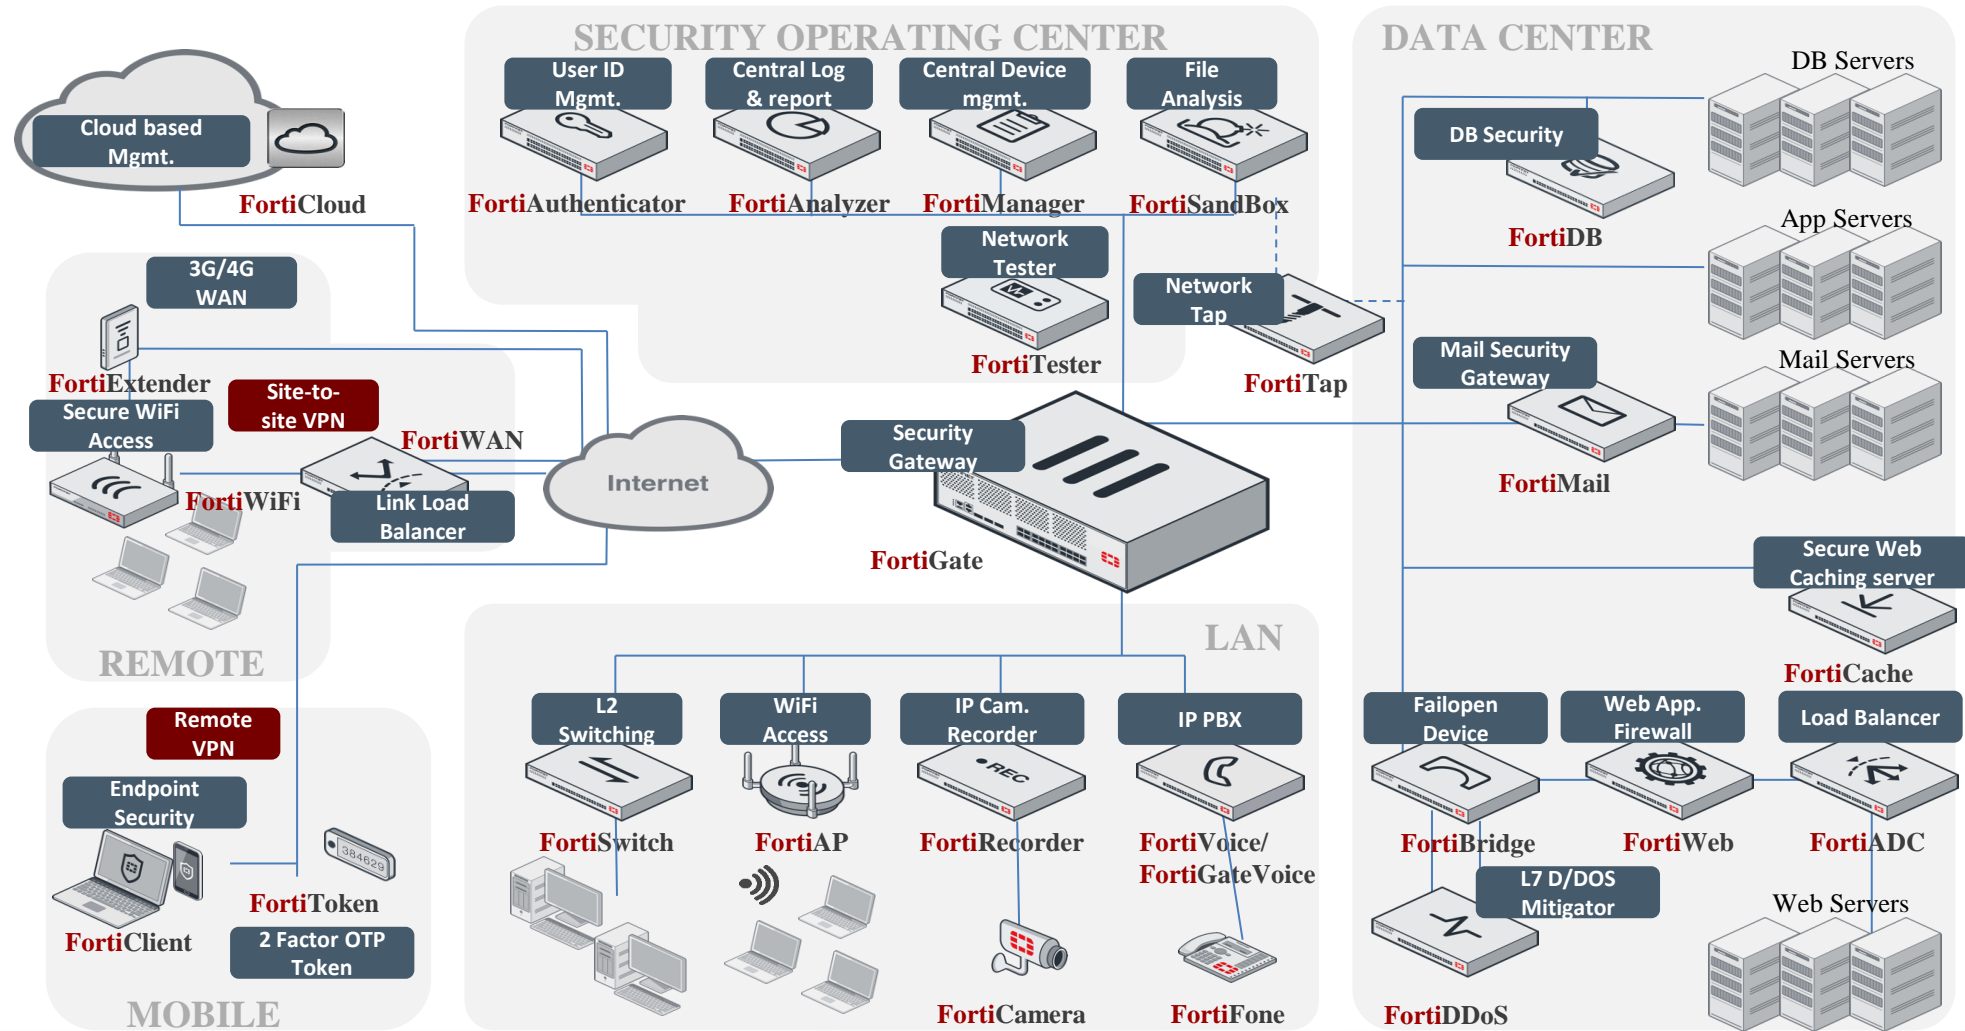 SECURITY OPERATING CENTER
User ID
Mgmt.
Central Log
& report
Central Device
mgmt.
File
Analysis
FortiAuthenticator
FortiAnalyzer
FortiManager
FortiSandBox
Network
Tester
FortiTester
Network
Tap
FortiTap
Cloud based
Mgmt.
FortiCloud
3G/4G
WAN
FortiExtender
Secure WiFi
Access
Site-to-
site VPN
FortiWAN
FortiWiFi
Link Load
Balancer
REMOTE
Internet
Security
Gateway
FortiGate
Remote
VPN
Endpoint
Security
384629
FortiToken
FortiClient
2 Factor OTP
Token
MOBILE
LAN
L2
Switching
WiFi
Access
IP Cam.
Recorder
IP PBX
REC
FortiSwitch
FortiAP
FortiRecorder
FortiVoice/
FortiGateVoice
FortiCamera
FortiFone
DATA CENTER
DB Servers
DB Security
FortiDB
App Servers
Mail Servers
Mail Security
Gateway
FortiMail
Secure Web
Caching server
FortiCache
Failopen
Device
Web App.
Firewall
Load Balancer
FortiBridge
FortiWeb
FortiADC
L7 D/DOS
Mitigator
Web Servers
FortiDDoS